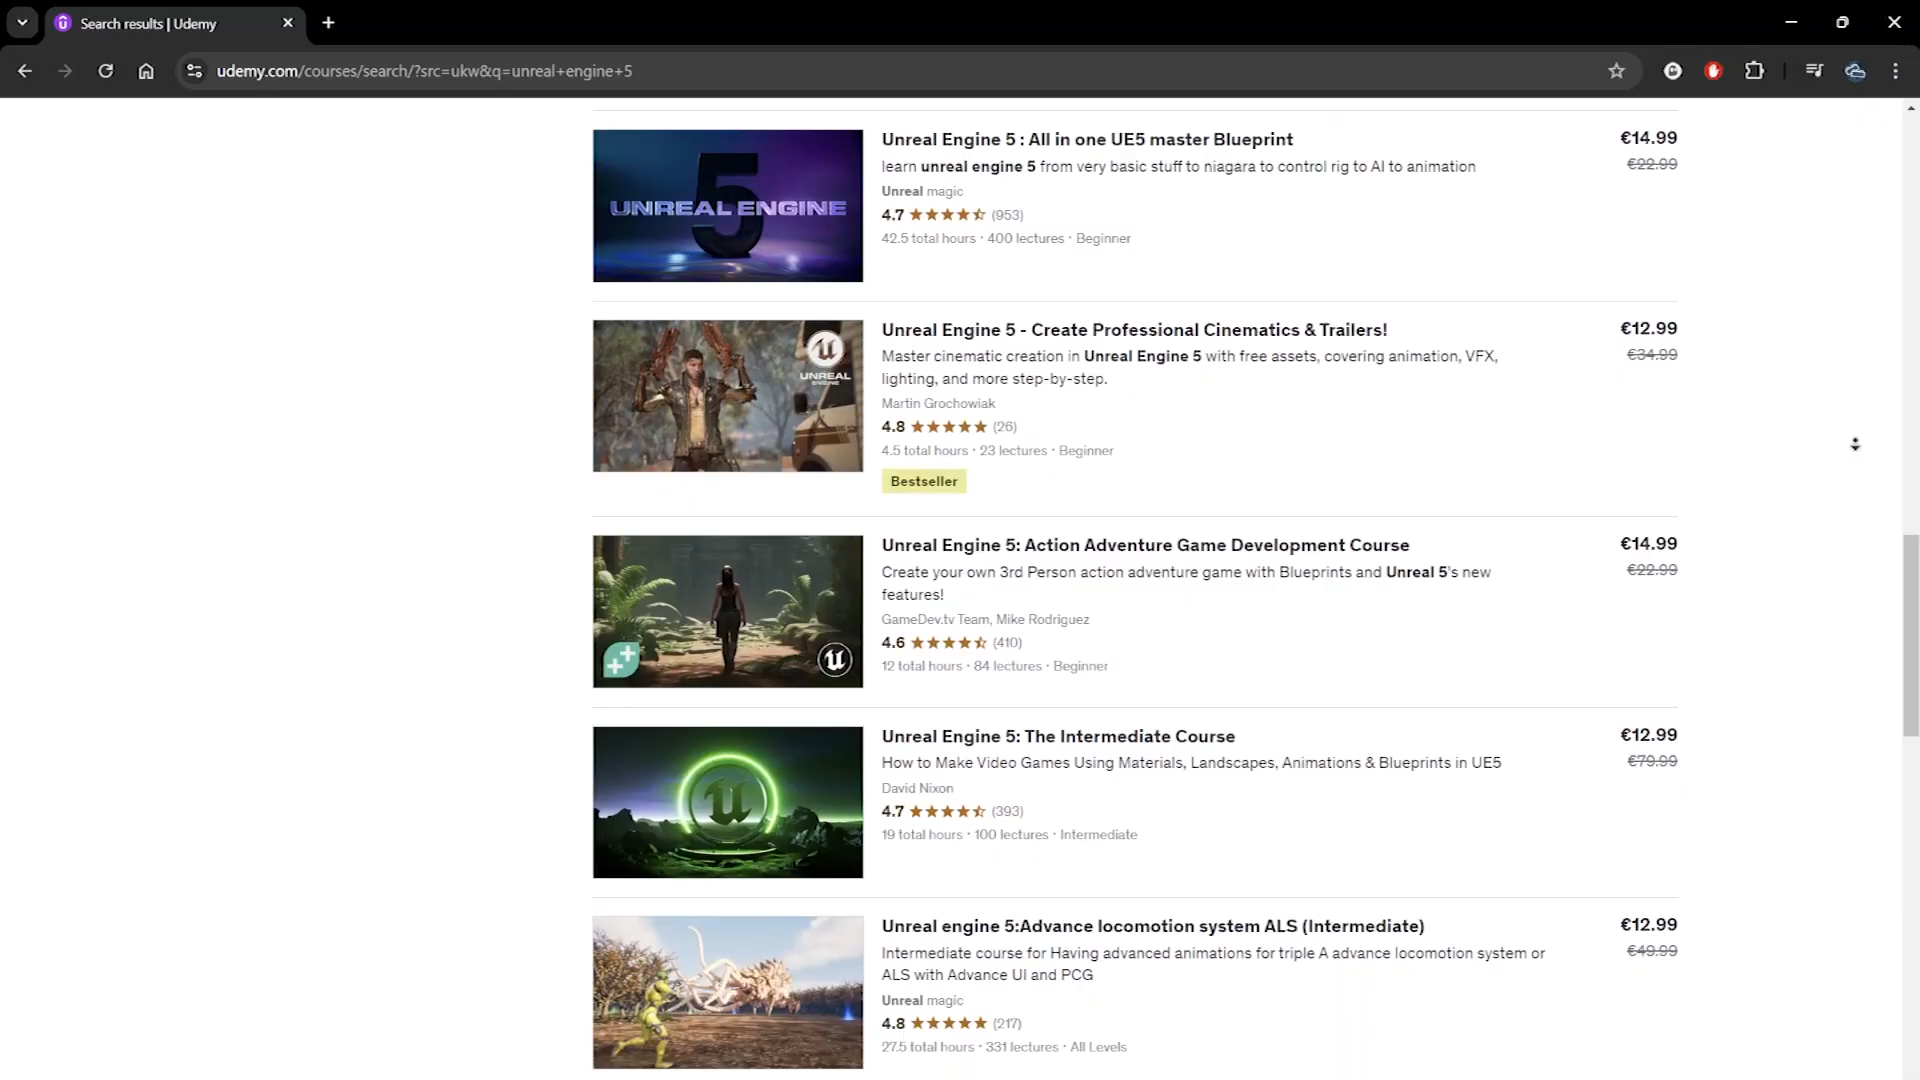 Search results | Udemy
udemy.com/courses/search/?src=ukw&q=unreal+engine+5
5
UNREAL ENGINE
Unreal Engine 5 : All in one UE5 master Blueprint
€14.99
learn unreal engine 5 from very basic stuff to niagara to control rig to AI to animation
€22.99
Unreal magic
4.7 (953)
42.5 total hours · 400 lectures · Beginner
UNREAL
ENGINE
Unreal Engine 5 - Create Professional Cinematics & Trailers!
€12.99
Master cinematic creation in Unreal Engine 5 with free assets, covering animation, VFX,
€34.99
lighting, and more step-by-step.
Martin Grochowiak
4.8 (26)
4.5 total hours · 23 lectures · Beginner
Bestseller
Unreal Engine 5: Action Adventure Game Development Course
€14.99
Create your own 3rd Person action adventure game with Blueprints and Unreal 5's new
€22.99
features!
GameDev.tv Team, Mike Rodriguez
4.6 (410)
12 total hours · 84 lectures · Beginner
Unreal Engine 5: The Intermediate Course
€12.99
How to Make Video Games Using Materials, Landscapes, Animations & Blueprints in UE5
€79.99
David Nixon
4.7 (393)
19 total hours · 100 lectures · Intermediate
Unreal engine 5:Advance locomotion system ALS (Intermediate)
€12.99
Intermediate course for Having advanced animations for triple A advance locomotion system or
€49.99
ALS with Advance UI and PCG
Unreal magic
4.8 (217)
27.5 total hours · 331 lectures · All Levels